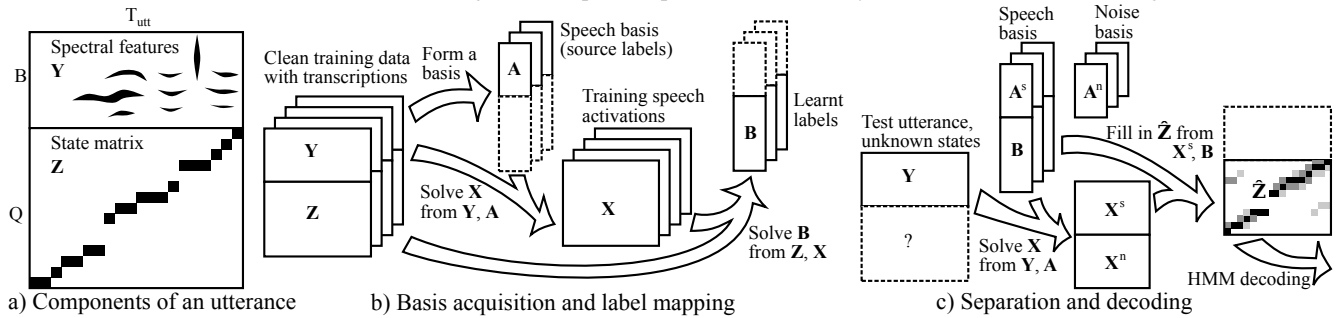 T_utt
B
Spectral features
Y
State matrix
Z
Q
a) Components of an utterance
Clean training data
with transcriptions
Form a
basis
Speech basis
(source labels)
A
Training speech
activations
Y
Z
Solve X
from Y, A
X
B
Learnt
labels
Solve B
from Z, X
b) Basis acquisition and label mapping
Speech
basis
Noise
basis
A^s
A^n
B
Test utterance,
unknown states
Y
?
Solve X
from Y, A
X^s
X^n
Fill in Ẑ from
X^s, B
Ẑ
HMM decoding
c) Separation and decoding